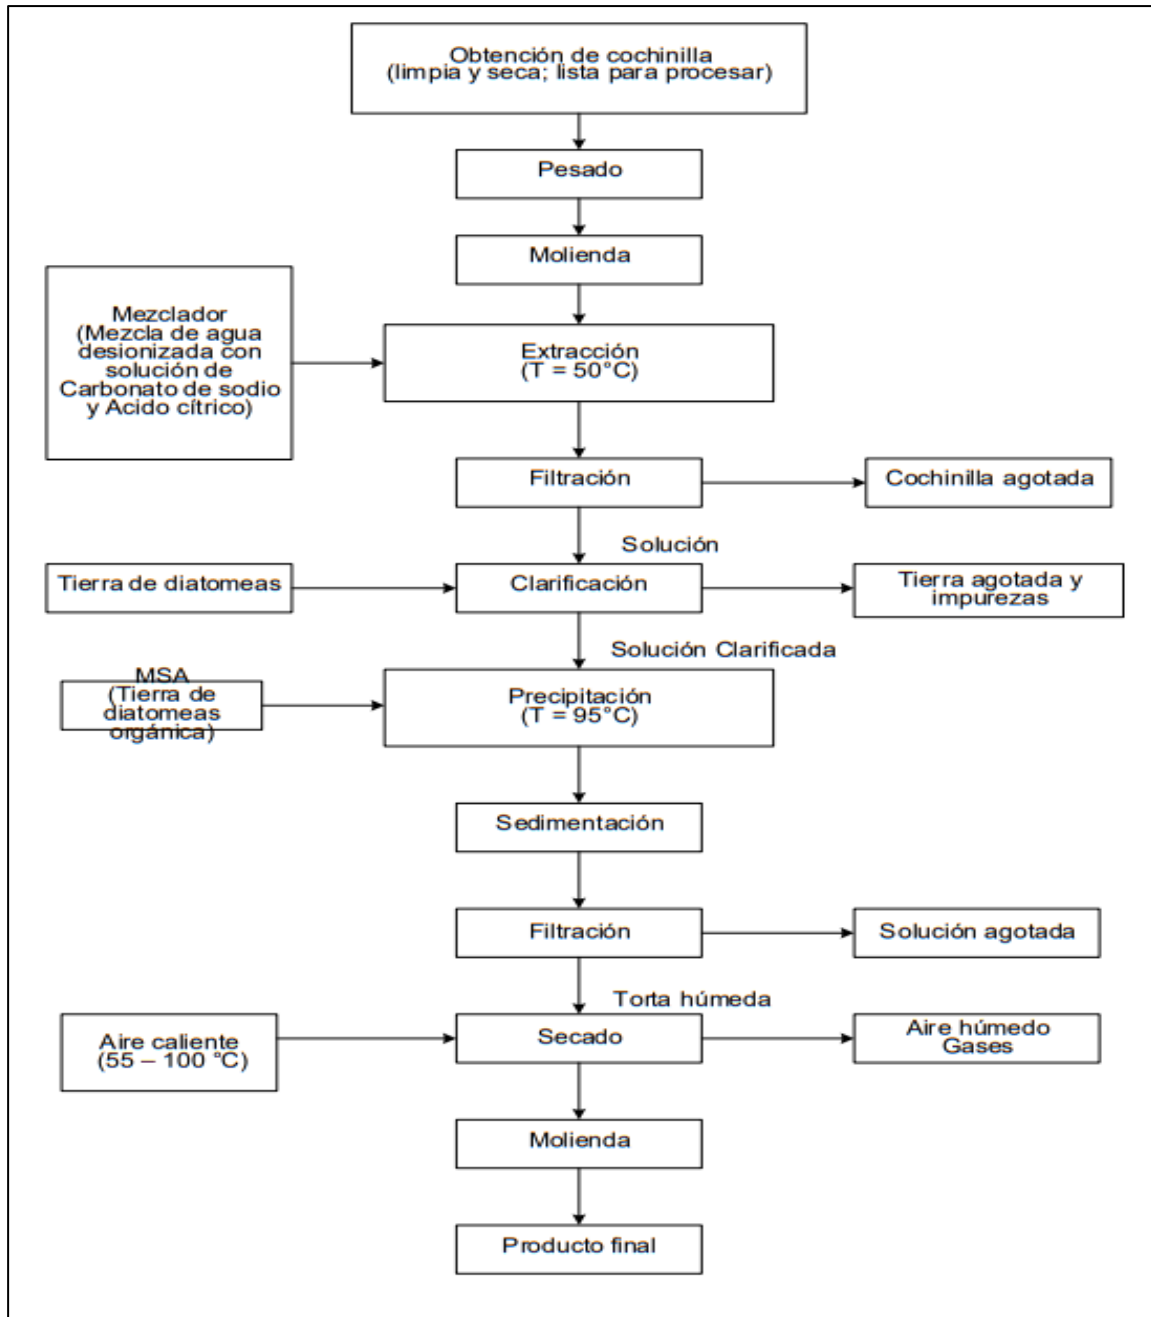 Obtención de cochinilla
(limpia y seca; lista para procesar)
Pesado
Molienda
Mezclador
(Mezcla de agua
desionizada con
solución de
Carbonato de sodio
y Acido cítrico)
Extracción
(T = 50°C)
Filtración
Cochinilla agotada
Solución
Tierra de diatomeas
Clarificación
Tierra agotada y
impurezas
Solución Clarificada
MSA
(Tierra de
diatomeas
orgánica)
Precipitación
(T = 95°C)
Sedimentación
Filtración
Solución agotada
Torta húmeda
Aire caliente
(55 – 100 °C)
Secado
Aire húmedo
Gases
Molienda
Producto final